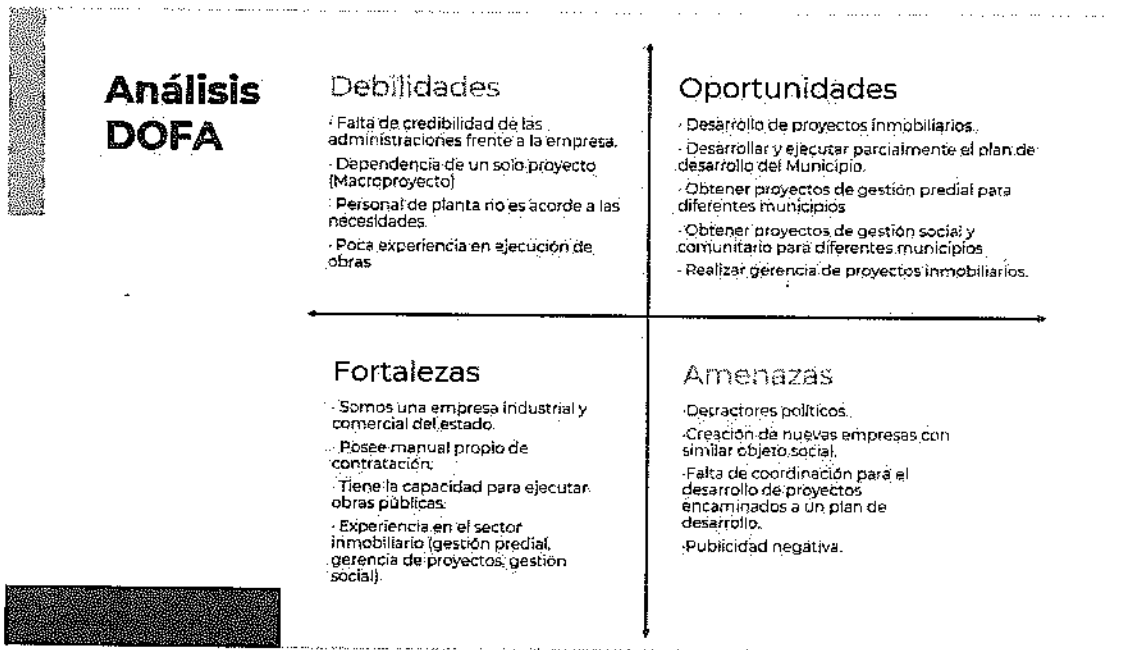 Análisis
DOFA
Debilidades
- Falta de credibilidad de las
administraciones frente a la empresa.
- Dependencia de un solo proyecto
(Macroproyecto)
- Personal de planta no es acorde a las
necesidades.
- Poca experiencia en ejecución de
obras
Oportunidades
- Desarrollo de proyectos inmobiliarios.
- Desarrollar y ejecutar parcialmente el plan de
desarrollo del Municipio.
- Obtener proyectos de gestión predial para
diferentes municipios
- Obtener proyectos de gestión social y
comunitario para diferentes municipios
- Realizar gerencia de proyectos inmobiliarios.
Fortalezas
- Somos una empresa industrial y
comercial del estado.
- Posee manual propio de
contratación.
- Tiene la capacidad para ejecutar
obras públicas.
- Experiencia en el sector
inmobiliario (gestión predial,
gerencia de proyectos, gestión
social).
Amenazas
-Detractores políticos.
-Creación de nuevas empresas con
similar objeto social.
-Falta de coordinación para el
desarrollo de proyectos
encaminados a un plan de
desarrollo.
-Publicidad negativa.